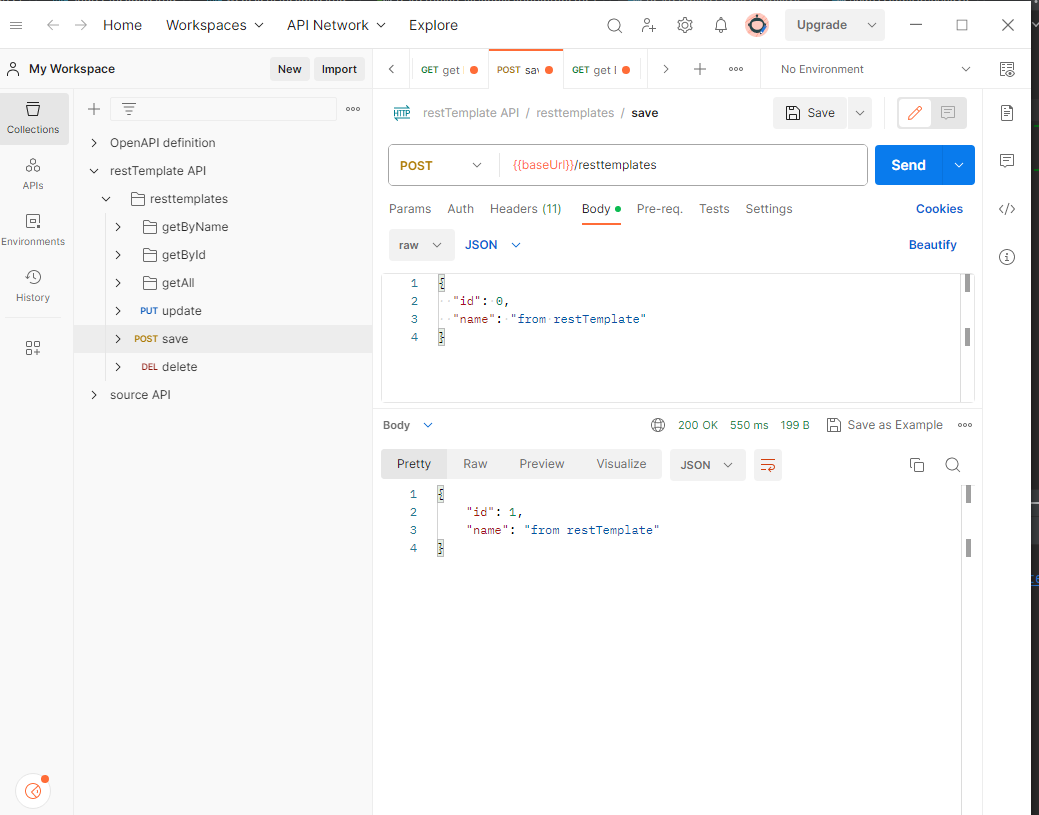 Home Workspaces API Network Explore Upgrade
My Workspace New Import GET get POST sav GET get No Environment
Collections
APIs
Environments
History
OpenAPI definition
restTemplate API
resttemplates
getByName
getById
getAll
PUT update
POST save
DEL delete
source API
HTTP restTemplate API / resttemplates / save Save
POST {{baseUrl}}/resttemplates Send
Params Auth Headers (11) Body Pre-req. Tests Settings Cookies
raw JSON Beautify
1 {
2 "id": 0,
3 "name": "from restTemplate"
4 }
Body 200 OK 550 ms 199 B Save as Example
Pretty Raw Preview Visualize JSON
1 {
2 "id": 1,
3 "name": "from restTemplate"
4 }